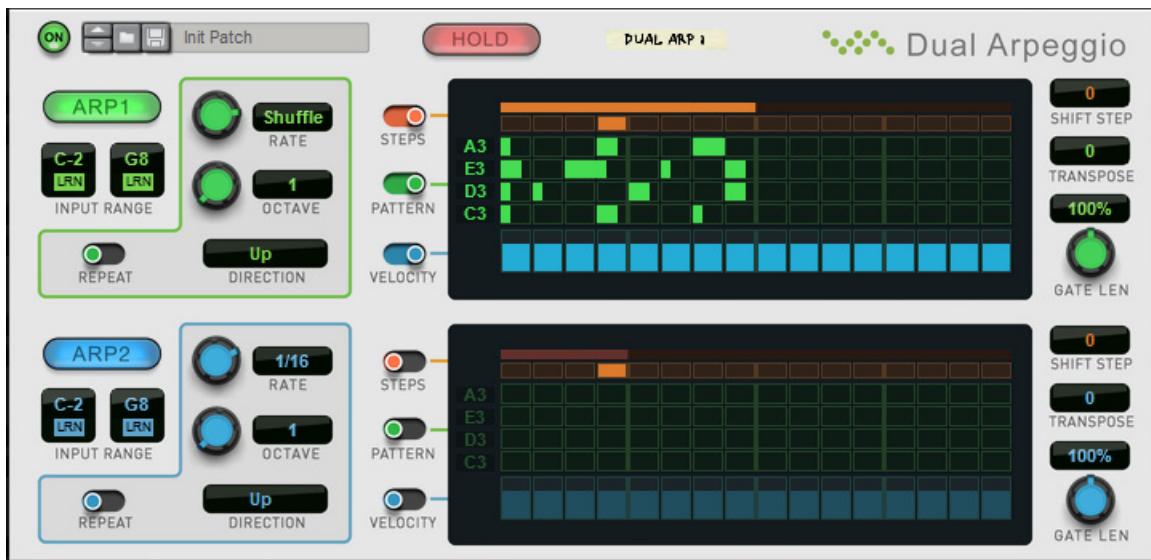 ON
Init Patch
HOLD
DUAL ARP 1
Dual Arpeggio
ARP1
Shuffle
RATE
C-2
G8
LRN
LRN
INPUT RANGE
1
OCTAVE
REPEAT
Up
DIRECTION
STEPS
PATTERN
VELOCITY
A3
E3
D3
C3
0
SHIFT STEP
0
TRANSPOSE
100%
GATE LEN
ARP2
1/16
RATE
C-2
G8
LRN
LRN
INPUT RANGE
1
OCTAVE
REPEAT
Up
DIRECTION
STEPS
PATTERN
VELOCITY
A3
E3
D3
C3
0
SHIFT STEP
0
TRANSPOSE
100%
GATE LEN